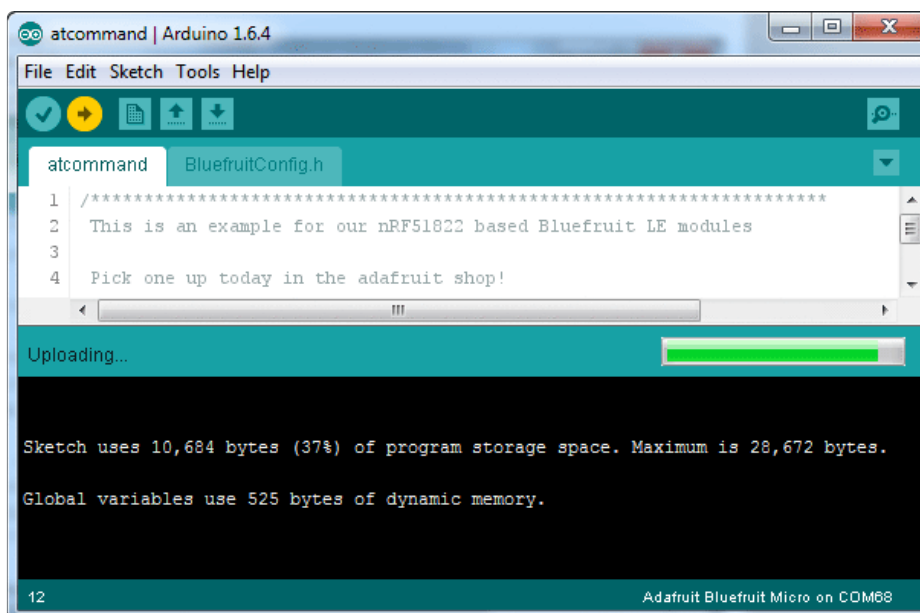 atcommand | Arduino 1.6.4
File Edit Sketch Tools Help
atcommand BluefruitConfig.h
1 /**********************************************************************
2 This is an example for our nRF51822 based Bluefruit LE modules
3
4 Pick one up today in the adafruit shop!
Uploading...
Sketch uses 10,684 bytes (37%) of program storage space. Maximum is 28,672 bytes.
Global variables use 525 bytes of dynamic memory.
12 Adafruit Bluefruit Micro on COM68